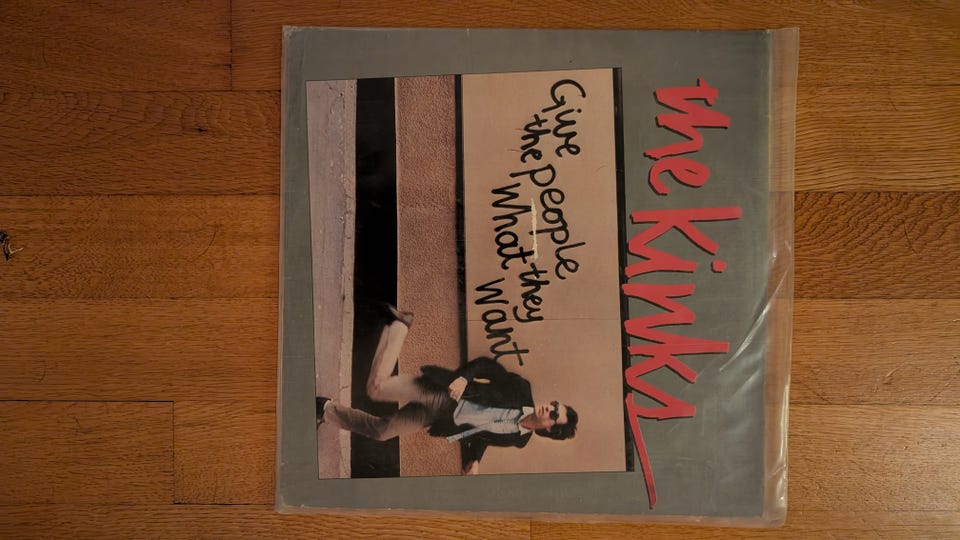 the Kinks
Give
the people
What they
Want